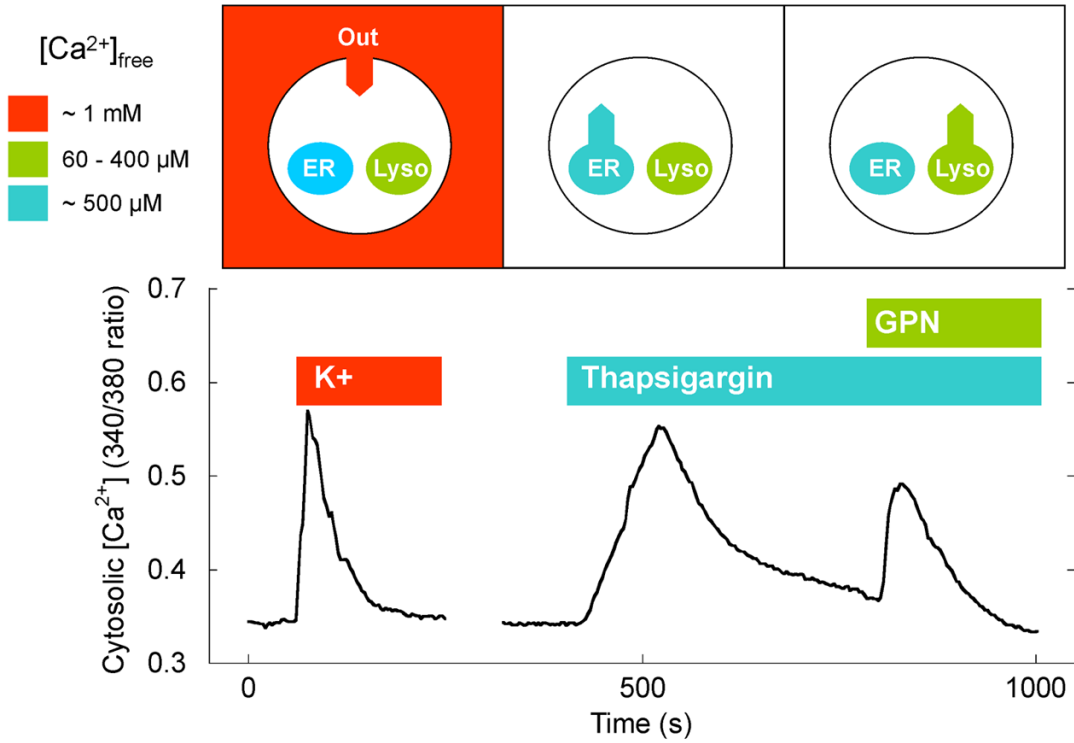 [Ca²⁺]free
~ 1 mM
60 - 400 µM
~ 500 µM
Out
ER Lyso
ER Lyso
ER Lyso
Cytosolic [Ca²⁺] (340/380 ratio)
0.7
0.6
0.5
0.4
0.3
K+
GPN
Thapsigargin
0 500 1000
Time (s)